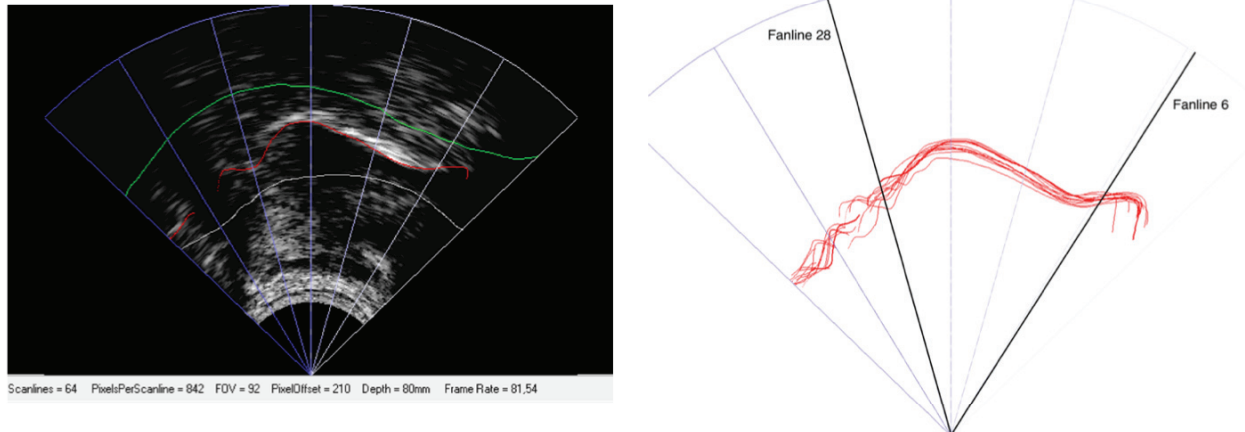 Fanline 28
Fanline 6
Scanlines = 64 PixelsPerScanline = 842 FOV = 92 PixelOffset = 210 Depth = 80mm Frame Rate = 81,54